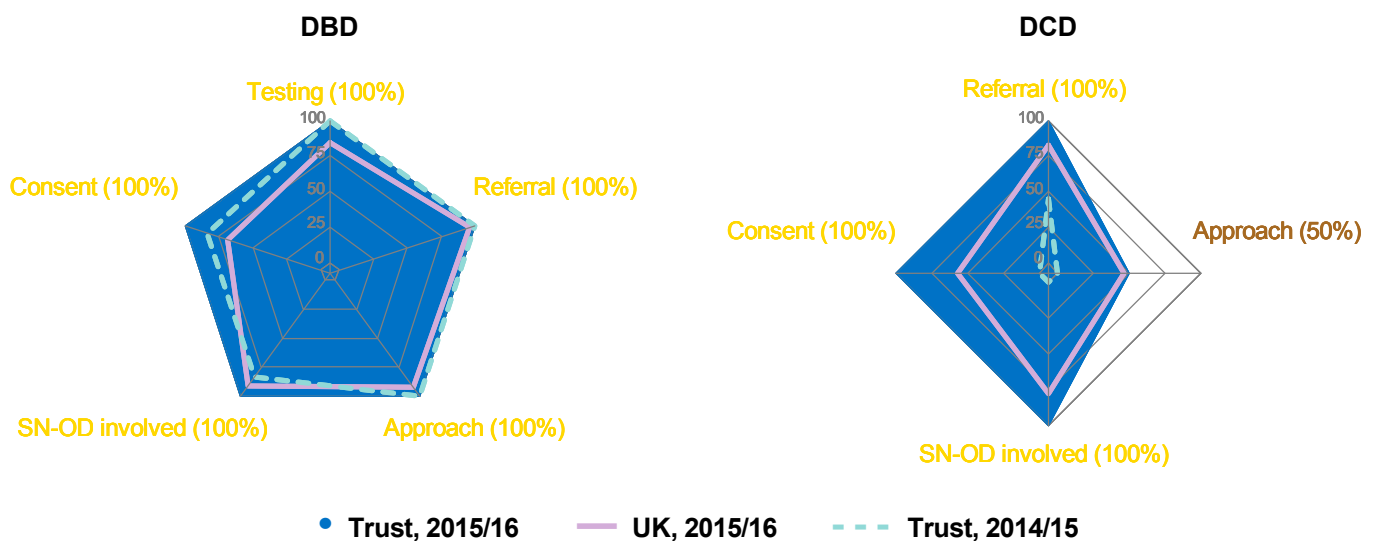 DBD
Testing (100%)
100
75
50
25
0
Consent (100%)
Referral (100%)
SN-OD involved (100%)
Approach (100%)
DCD
Referral (100%)
100
75
50
25
0
Consent (100%)
Approach (50%)
SN-OD involved (100%)
Trust, 2015/16
UK, 2015/16
Trust, 2014/15